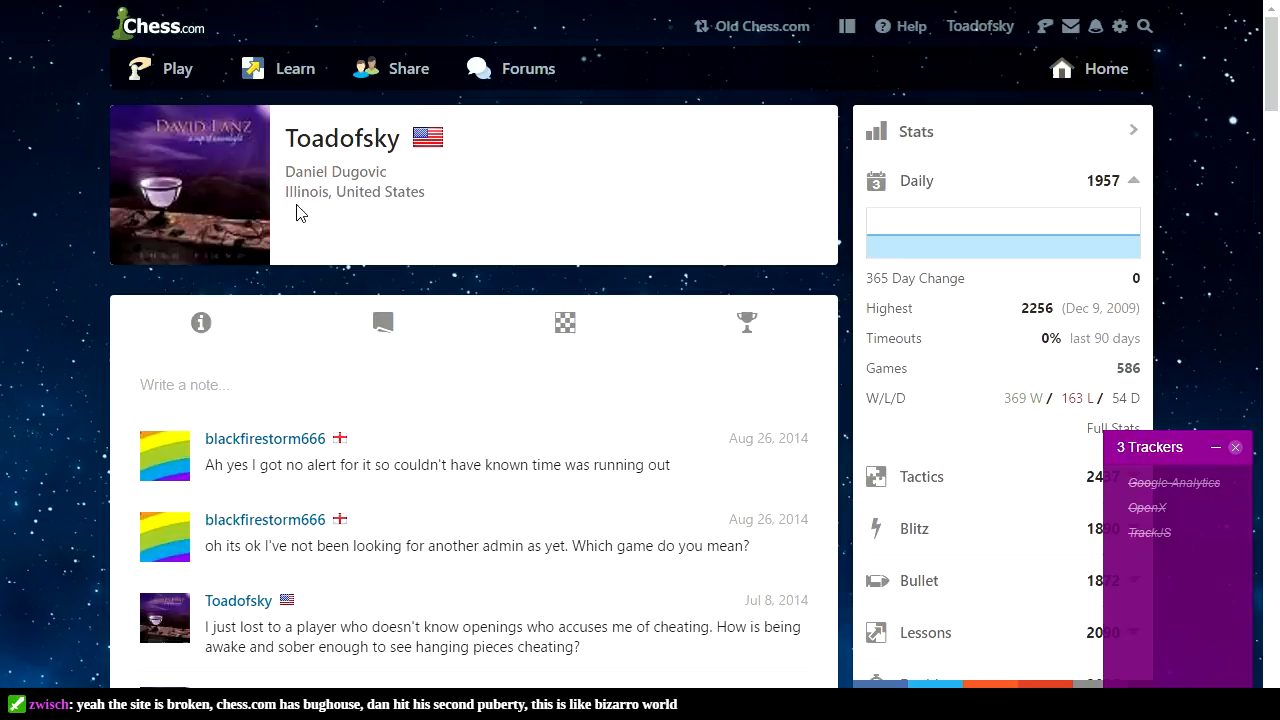 Chess.com
Old Chess.com
Help
Toadofsky
Play
Learn
Share
Forums
Home
DAVID LANZ
Toadofsky
Daniel Dugovic
Illinois, United States
Stats
3
Daily 1957
365 Day Change 0
Highest 2256 (Dec 9, 2009)
Timeouts 0% last 90 days
Games 586
W/L/D 369 W / 163 L / 54 D
Full Stats
Write a note...
blackfirestorm666 Aug 26, 2014
Ah yes I got no alert for it so couldn't have known time was running out
blackfirestorm666 Aug 26, 2014
oh its ok I've not been looking for another admin as yet. Which game do you mean?
Toadofsky Jul 8, 2014
I just lost to a player who doesn't know openings who accuses me of cheating. How is being
awake and sober enough to see hanging pieces cheating?
3 Trackers
Google Analytics
OpenX
TrackJS
Tactics 2437
Blitz 1890
Bullet 1872
Lessons 2090
zwisch: yeah the site is broken, chess.com has bughouse, dan hit his second puberty, this is like bizarro world